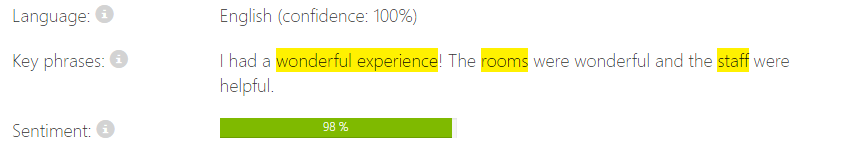 Language: English (confidence: 100%)
Key phrases: I had a wonderful experience! The rooms were wonderful and the staff were
helpful.
Sentiment: 98 %